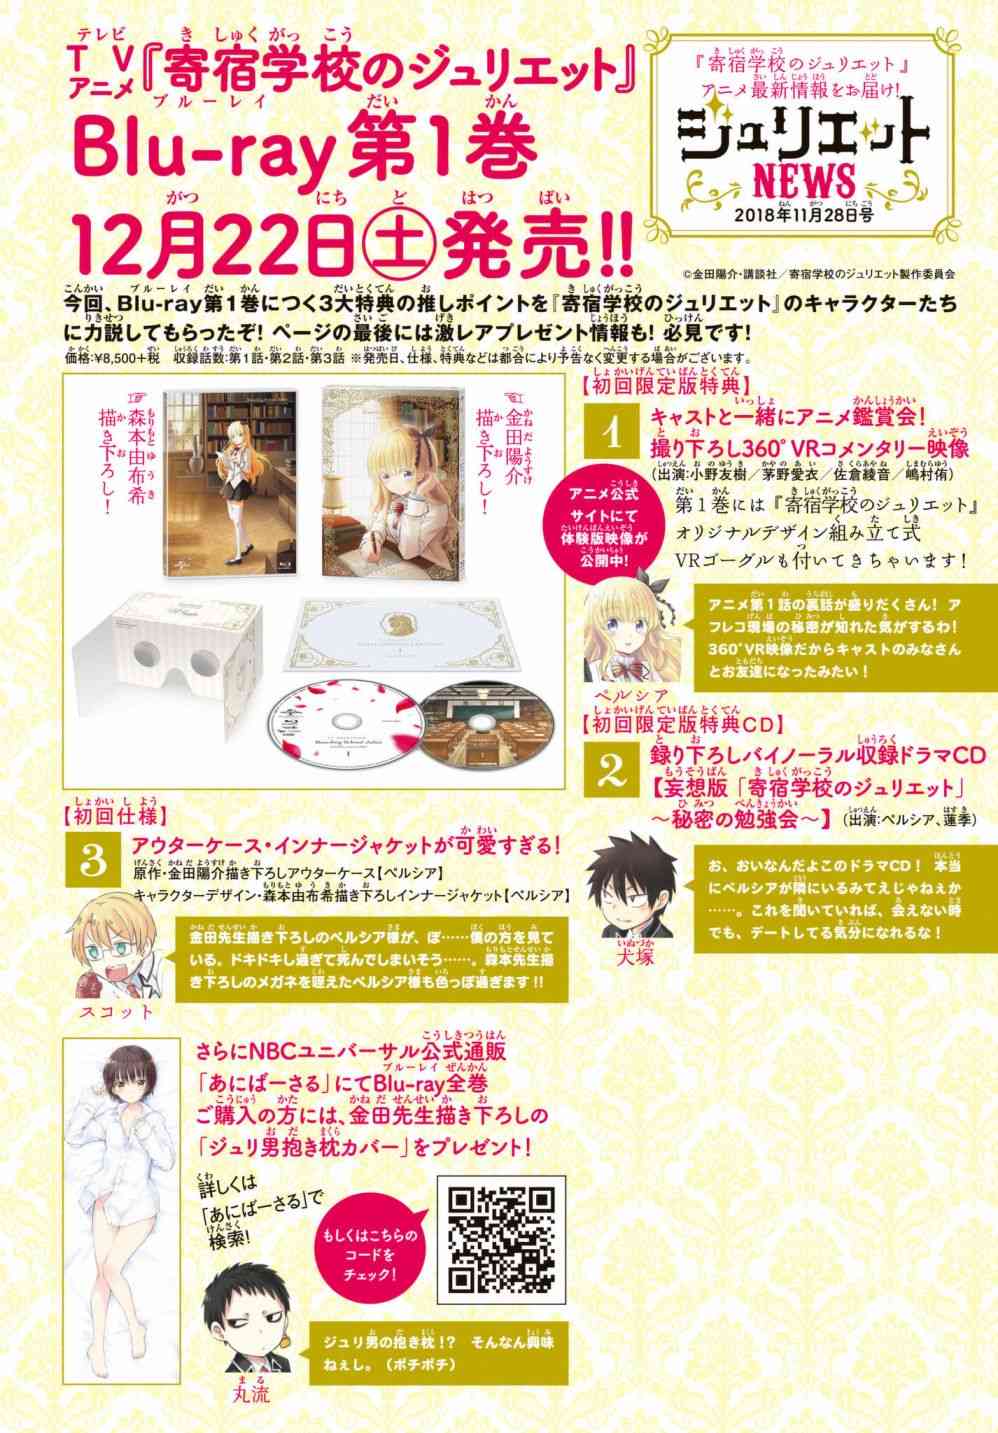 TVアニメ『寄宿学校のジュリエット』
Blu-ray第1巻
12月22日㊏発売!!
『寄宿学校のジュリエット』
アニメ最新情報をお届け!
ジュリエット
NEWS
2018年11月28日号
©金田陽介・講談社／寄宿学校のジュリエット製作委員会
今回、Blu-ray第1巻につく3大特典の推しポイントを『寄宿学校のジュリエット』のキャラクターたち
に力説してもらったぞ! ページの最後には激レアプレゼント情報も! 必見です!
価格:¥8,500+税 収録話数:第1話・第2話・第3話 ※発売日、仕様、特典などは都合により予告なく変更する場合がございます。
☞森本由布希
描き下ろし!
☜金田陽介
描き下ろし!
【初回限定版特典】
1
キャストと一緒にアニメ鑑賞会!
撮り下ろし360°VRコメンタリー映像
(出演:小野友樹／茅野愛衣／佐倉綾音／嶋村侑)
アニメ公式
サイトにて
体験版映像が
公開中!
第1巻には『寄宿学校のジュリエット』
オリジナルデザイン組み立て式
VRゴーグルも付いてきちゃいます!
アニメ第1話の裏話が盛りだくさん! ア
フレコ現場の秘密が知れた気がするわ!
360°VR映像だからキャストのみなさん
とお友達になったみたい!
ペルシア
【初回限定版特典CD】
2
録り下ろしバイノーラル収録ドラマCD
【妄想版「寄宿学校のジュリエット」
～秘密の勉強会～】(出演:ペルシア、蓮季)
お、おいなんだよこのドラマCD! 本当
にペルシアが隣にいるみてえじゃねぇか
……。これを聞いていれば、会えない時
でも、デートしてる気分になれるな!
犬塚
【初回仕様】
3
アウターケース・インナージャケットが可愛すぎる!
原作・金田陽介描き下ろしアウターケース【ペルシア】
キャラクターデザイン・森本由布希描き下ろしインナージャケット【ペルシア】
金田先生描き下ろしのペルシア様が、ぼ……僕の方を見て
いる。ドキドキし過ぎて死んでしまいそう……。森本先生描
き下ろしのメガネを咥えたペルシア様も色っぽ過ぎます!!
スコット
さらにNBCユニバーサル公式通販
「あにばーさる」にてBlu-ray全巻
ご購入の方には、金田先生描き下ろしの
「ジュリ男抱き枕カバー」をプレゼント!
詳しくは
「あにばーさる」で
検索!
もしくはこちらの
コードを
チェック!
ジュリ男の抱き枕!? そんなん興味
ねぇし。(ポチポチ)
丸流